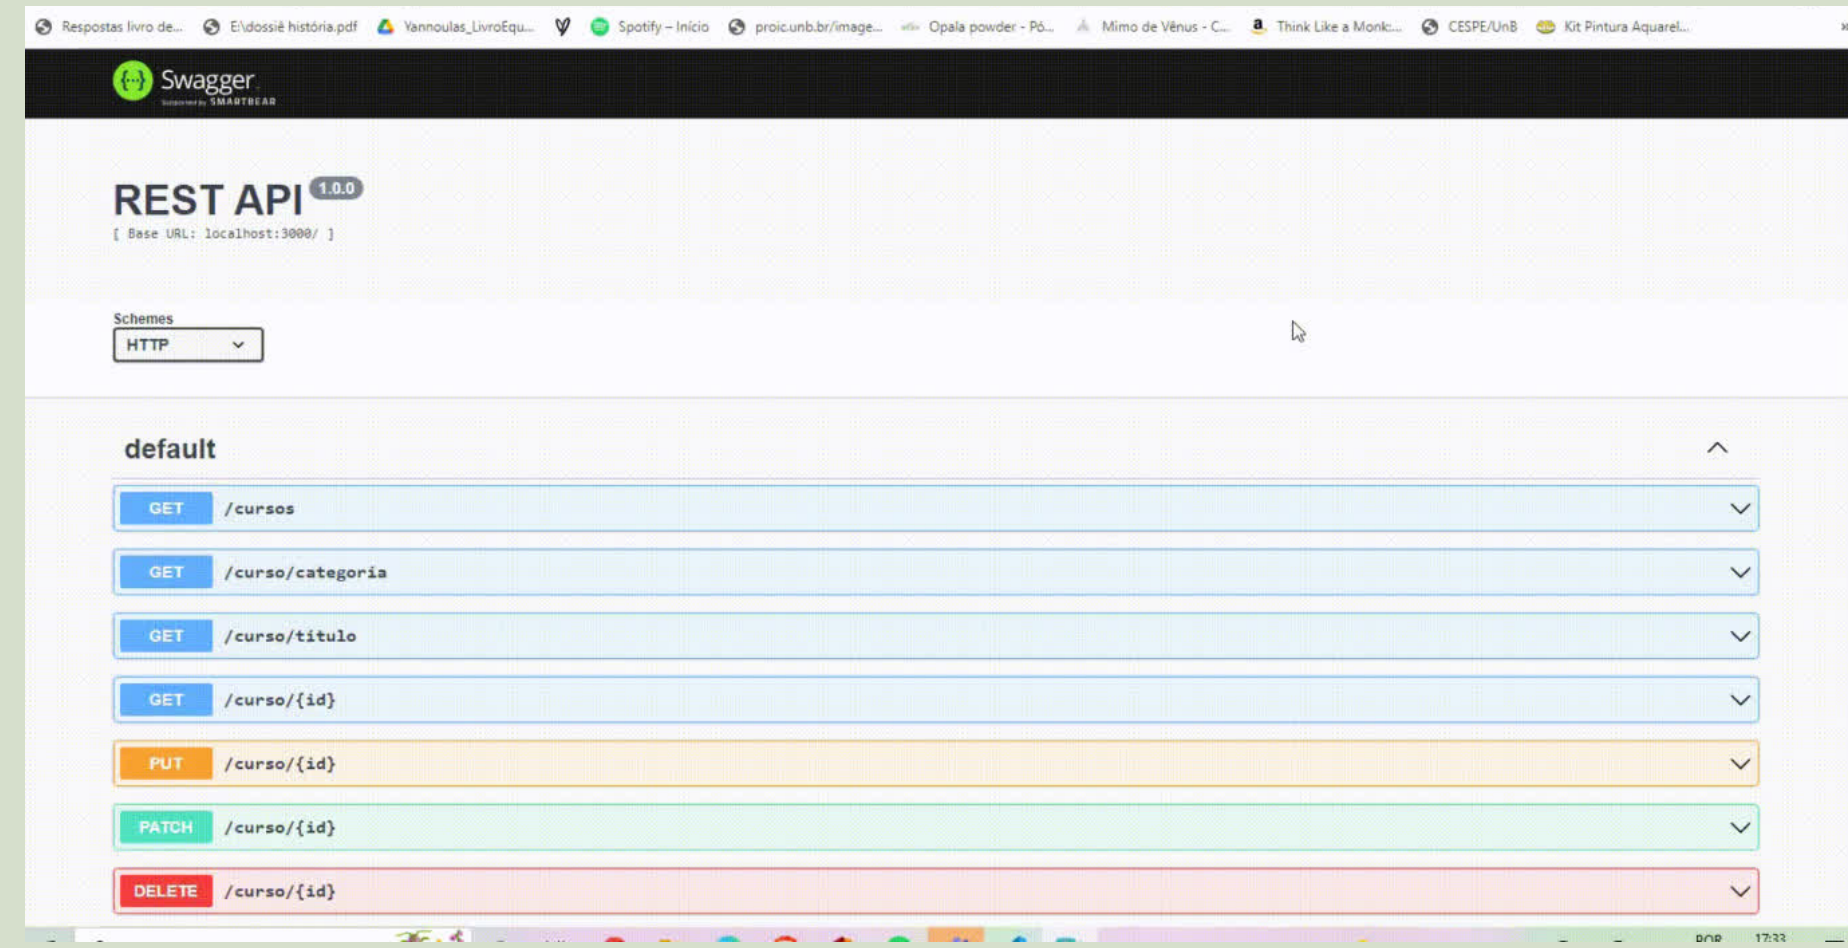 Respostas livro de... E:\dossiê história.pdf Vannoulas_LivroEqu... Spotify – Início proic.unb.br/image... Opala powder - Pó... Mimo de Vênus - C... Think Like a Monk:... CESPE/UnB Kit Pintura Aquarel... »
Swagger
Supported by SMARTBEAR
REST API 1.0.0
[ Base URL: localhost:3000/ ]
Schemes
HTTP
default
GET /cursos
GET /curso/categoria
GET /curso/titulo
GET /curso/{id}
PUT /curso/{id}
PATCH /curso/{id}
DELETE /curso/{id}
POR 17:33